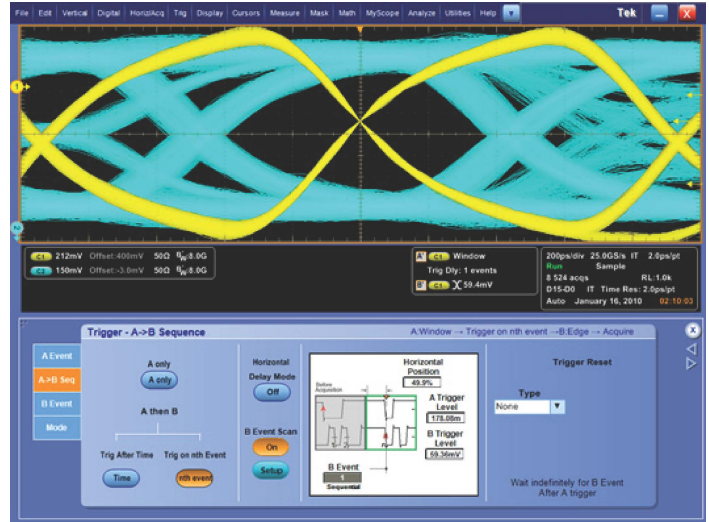 File Edit Vertical Digital Horiz/Acq Trig Display Cursors Measure Mask Math MyScope Analyze Utilities Help Tek X
1
2
C1 212mV Offset:400mV 50Ω BW:8.0G
C2 150mV Offset:-3.0mV 50Ω BW:8.0G
A' C1 Window
Trig Dly: 1 events
B' C1 59.4mV
200ps/div 25.0GS/s IT 2.0ps/pt
Run Sample
8 524 acqs RL:1.0k
D15-D0 IT Time Res: 2.0ps/pt
Auto January 16, 2010 02:10:03
Trigger - A->B Sequence
A:Window → Trigger on nth event →B:Edge → Acquire
X
A Event
A->B Seq
B Event
Mode
A only
A only
A then B
Trig After Time
Time
Trig on nth Event
nth event
Horizontal
Delay Mode
Off
B Event Scan
On
Setup
Before
Acquisition
1 2 n
Horizontal
Position
49.9%
A Trigger
Level
178.08m
B Trigger
Level
59.36mV
B Event
1
Sequential
Trigger Reset
Type
None
Wait indefinitely for B Event
After A trigger